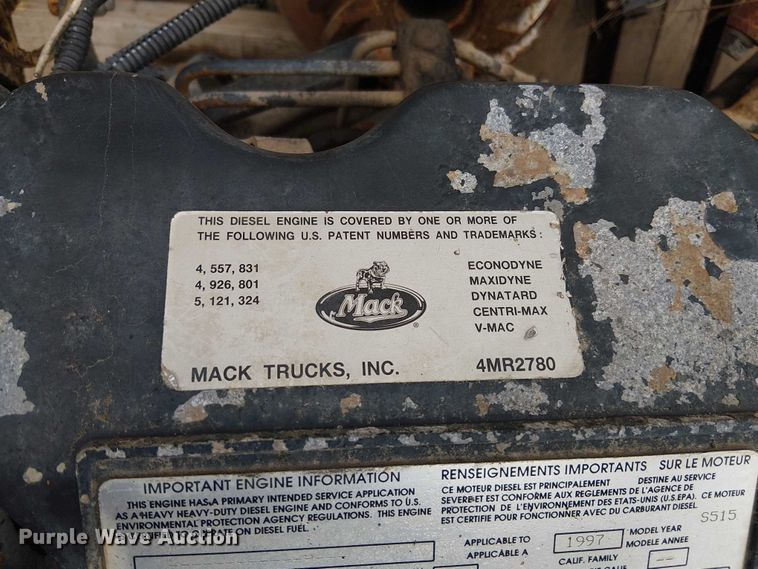 THIS DIESEL ENGINE IS COVERED BY ONE OR MORE OF
THE FOLLOWING U.S. PATENT NUMBERS AND TRADEMARKS :
4, 557, 831
4, 926, 801
5, 121, 324
Mack
®
ECONODYNE
MAXIDYNE
DYNATARD
CENTRI-MAX
V-MAC
MACK TRUCKS, INC.
4MR2780
IMPORTANT ENGINE INFORMATION
THIS ENGINE HAS A PRIMARY INTENDED SERVICE APPLICATION
AS A HEAVY HEAVY-DUTY DIESEL ENGINE AND CONFORMS TO U.S.
ENVIRONMENTAL PROTECTION AGENCY REGULATIONS. THIS ENGINE
ON DIESEL FUEL.
RENSEIGNEMENTS IMPORTANTS SUR LE MOTEUR
CE MOTEUR DIESEL EST PRINCIPALEMENT DESTINE AU SERVICE
SEVERE ET EST CONFORME AUX REGLEMENTS DE L'AGENCE DE
PROTECTION DE L'ENVIRONNEMENT DES ETATS-UNIS (U.S.EPA). CE MOTEUR
EST CERTIFIE POUR FONCTIONNER AVEC DU CARBURANT DIESEL.
S515
APPLICABLE TO
APPLICABLE A
1997
MODEL YEAR
MODELE ANNEE
CALIF. FAMILY
--
Purple Wave Auction